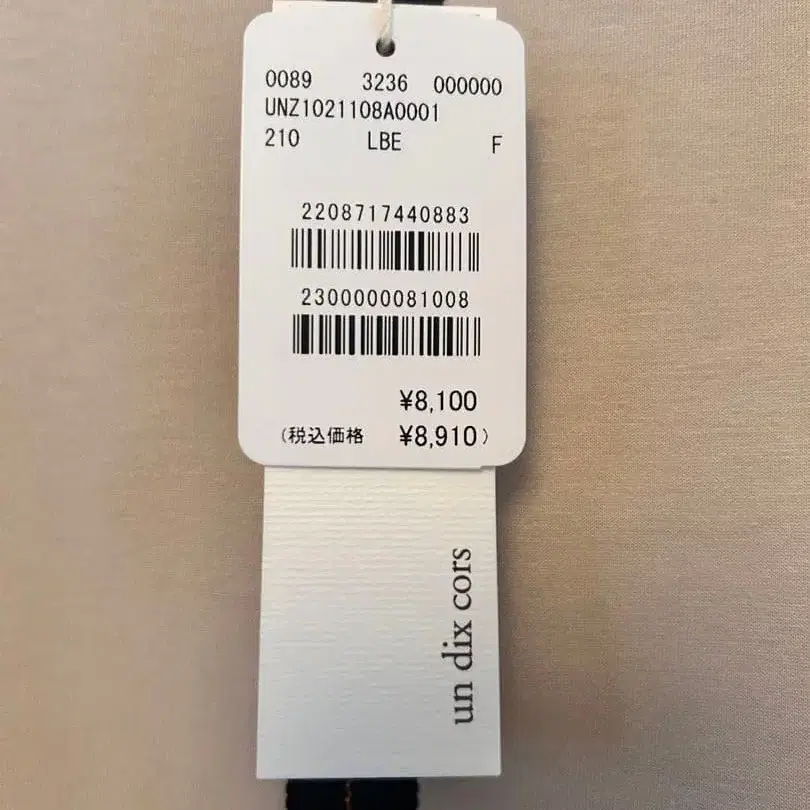 0089 3236 000000
UNZ1021108A0001
210 LBE F
2208717440883
2300000081008
¥8,100
(税込価格 ¥8,910)
un dix cors